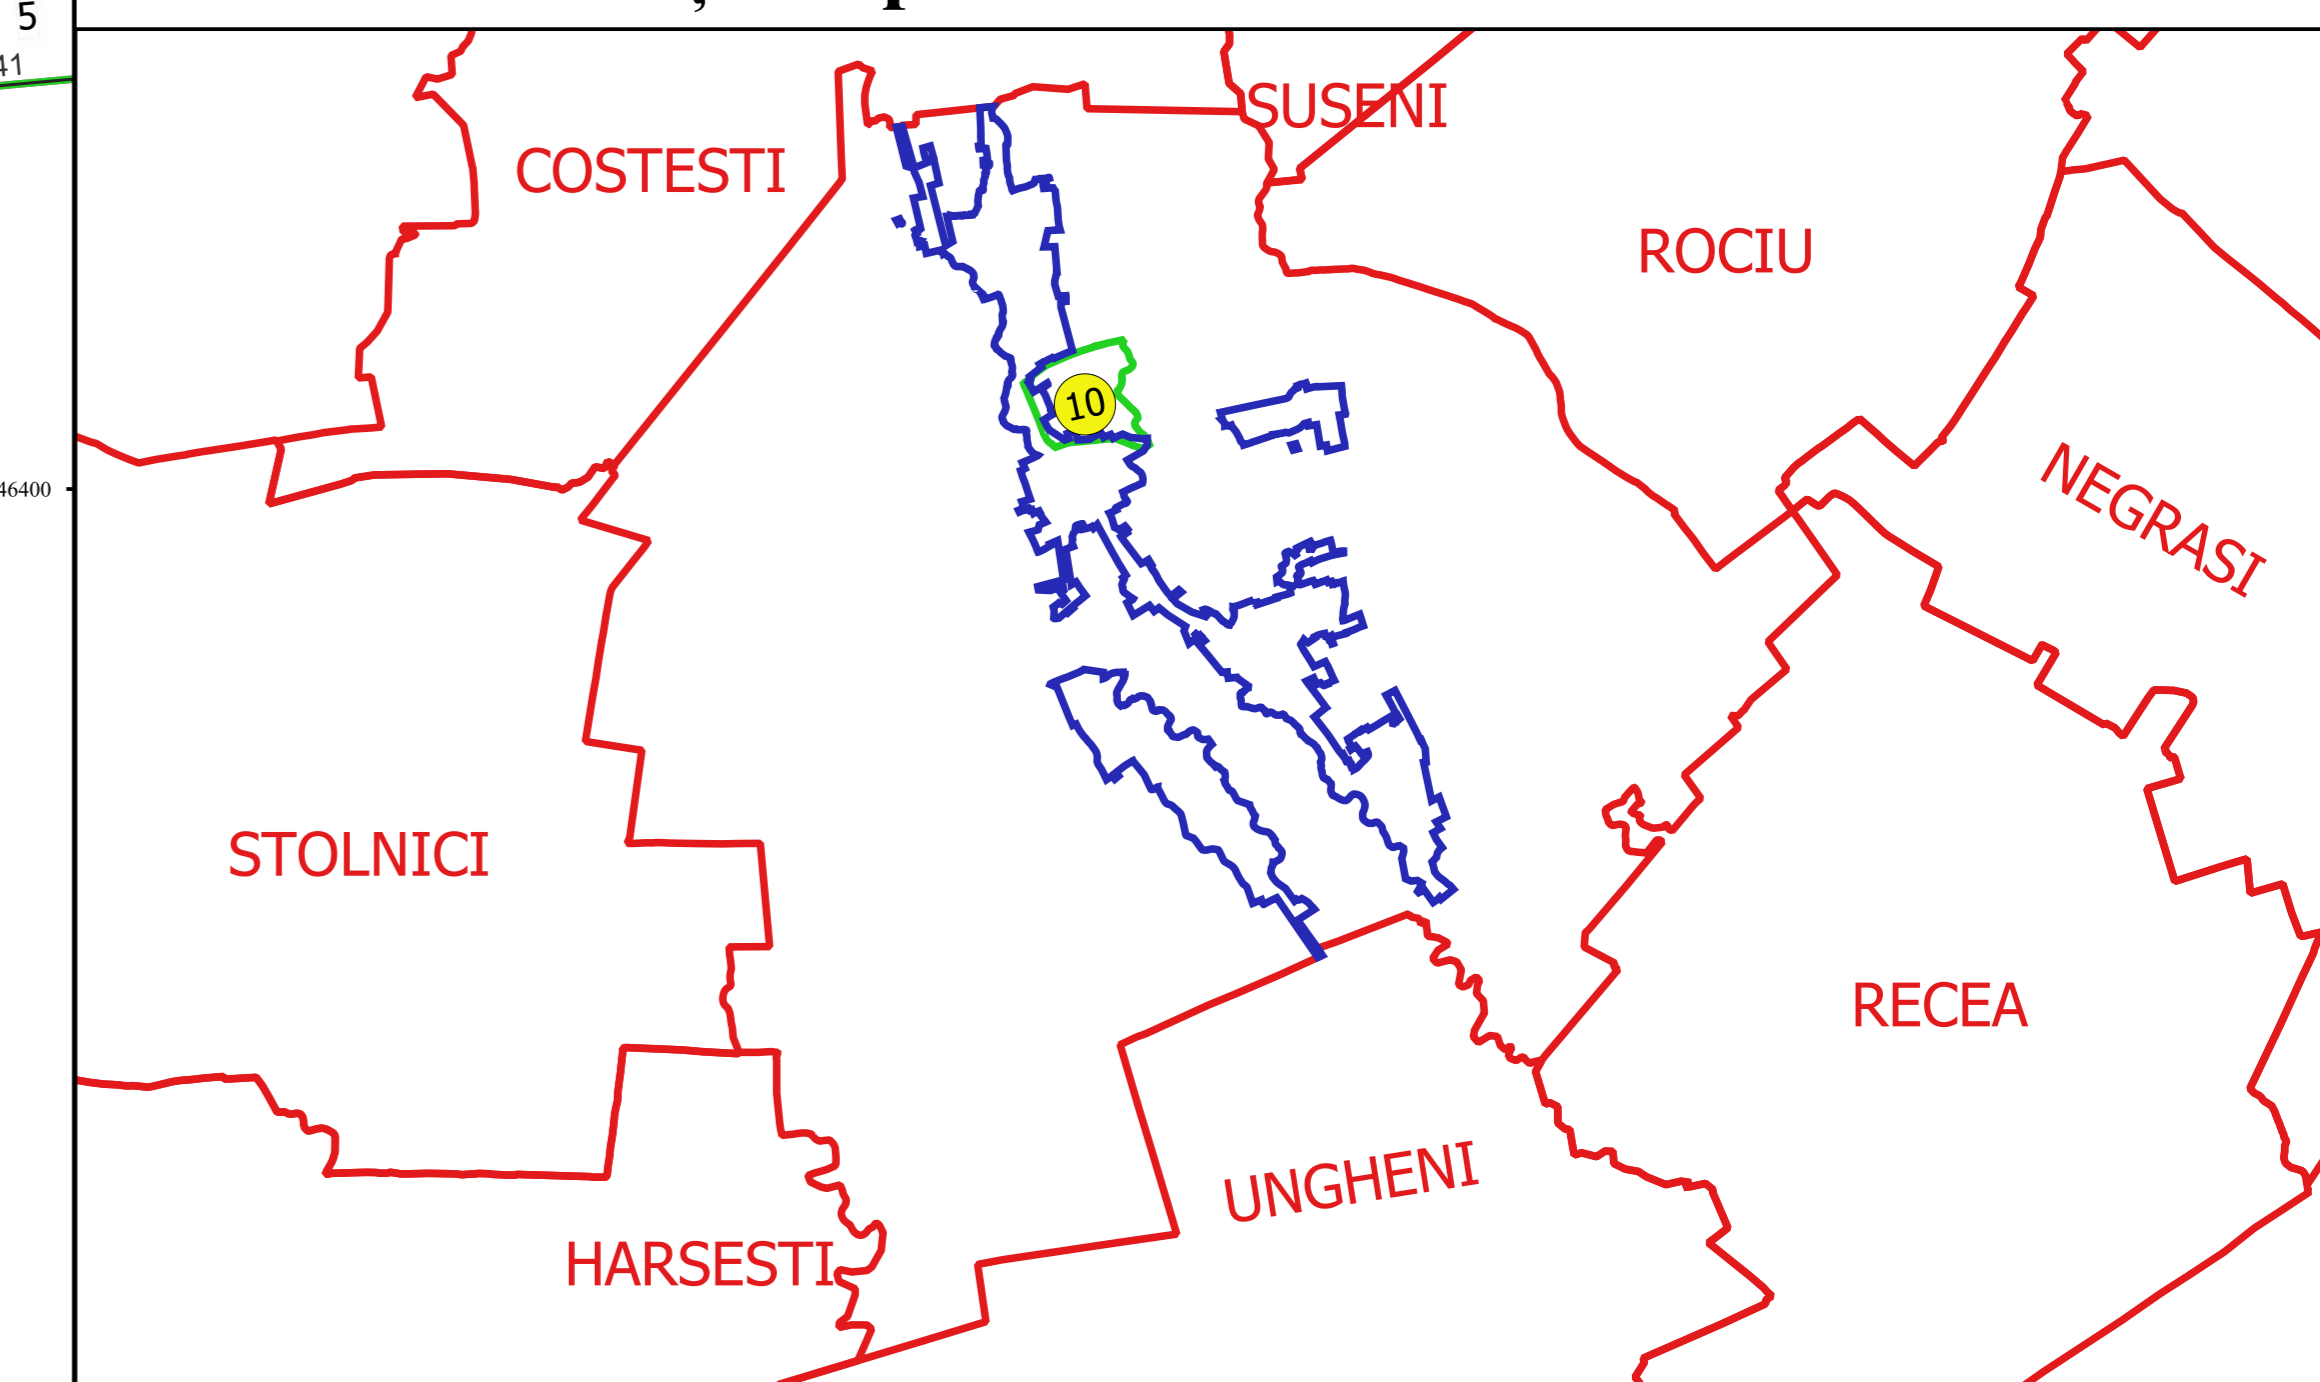 5
41
SUSENI
COSTESTI
ROCIU
10
NEGRASI
46400
STOLNICI
RECEA
UNGHENI
HARSESTI